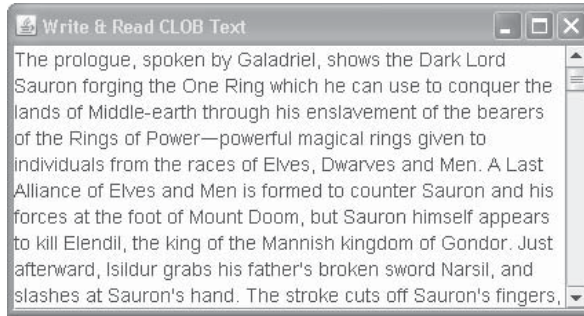 Write & Read CLOB Text
The prologue, spoken by Galadriel, shows the Dark Lord
Sauron forging the One Ring which he can use to conquer the
lands of Middle-earth through his enslavement of the bearers
of the Rings of Power—powerful magical rings given to
individuals from the races of Elves, Dwarves and Men. A Last
Alliance of Elves and Men is formed to counter Sauron and his
forces at the foot of Mount Doom, but Sauron himself appears
to kill Elendil, the king of the Mannish kingdom of Gondor. Just
afterward, Isildur grabs his father's broken sword Narsil, and
slashes at Sauron's hand. The stroke cuts off Sauron's fingers,